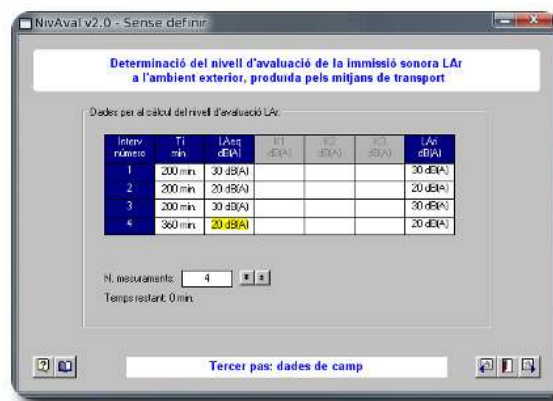 NivAval v2.0 - Sense definir
Determinació del nivell d'avaluació de la immissió sonora LAr
a l'ambient exterior, produïda pels mitjans de transport
Dades per al càlcul del nivell d'avaluació LAr:
Interv. Ti LAeq K1 K2 K3 LAri
número min. dB(A) dB(A) dB(A) dB(A) dB(A)
1 200 min. 30 dB(A) 30 dB(A)
2 200 min. 20 dB(A) 20 dB(A)
3 200 min. 30 dB(A) 30 dB(A)
4 360 min. 20 dB(A) 20 dB(A)
N. mesuraments: 4
Temps restant: 0 min.
Tercer pas: dades de camp